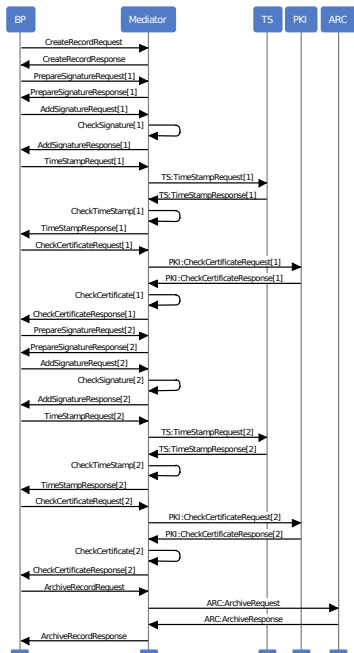 BP Mediator TS PKI ARC
CreateRecordRequest
CreateRecordResponse
PrepareSignatureRequest[1]
PrepareSignatureResponse[1]
AddSignatureRequest[1]
CheckSignature[1]
AddSignatureResponse[1]
TimeStampRequest[1]
TS:TimeStampRequest[1]
TS:TimeStampResponse[1]
CheckTimeStamp[1]
TimeStampResponse[1]
CheckCertificateRequest[1]
PKI:CheckCertificateRequest[1]
PKI:CheckCertificateResponse[1]
CheckCertificate[1]
CheckCertificateResponse[1]
PrepareSignatureRequest[2]
PrepareSignatureResponse[2]
AddSignatureRequest[2]
CheckSignature[2]
AddSignatureResponse[2]
TimeStampRequest[2]
TS:TimeStampRequest[2]
TS:TimeStampResponse[2]
CheckTimeStamp[2]
TimeStampResponse[2]
CheckCertificateRequest[2]
PKI:CheckCertificateRequest[2]
PKI:CheckCertificateResponse[2]
CheckCertificate[2]
CheckCertificateResponse[2]
ArchiveRecordRequest
ARC:ArchiveRequest
ARC:ArchiveResponse
ArchiveRecordResponse